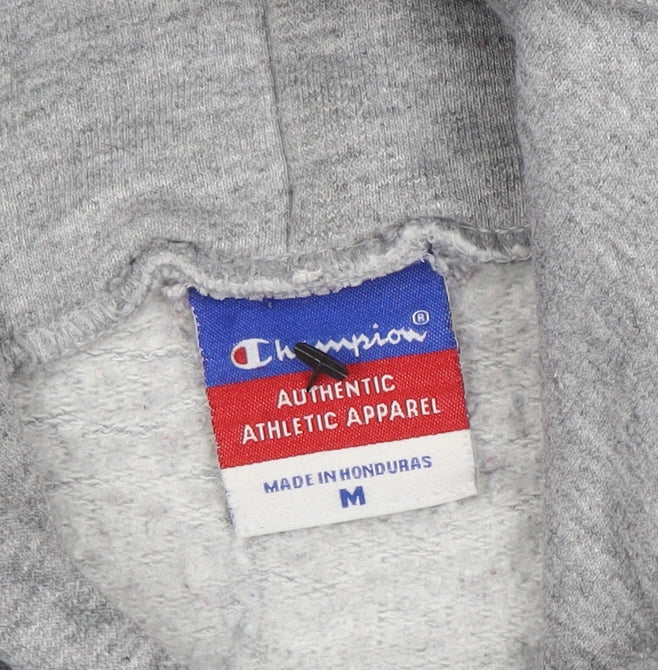 Champion®
AUTHENTIC
ATHLETIC APPAREL
MADE IN HONDURAS
M